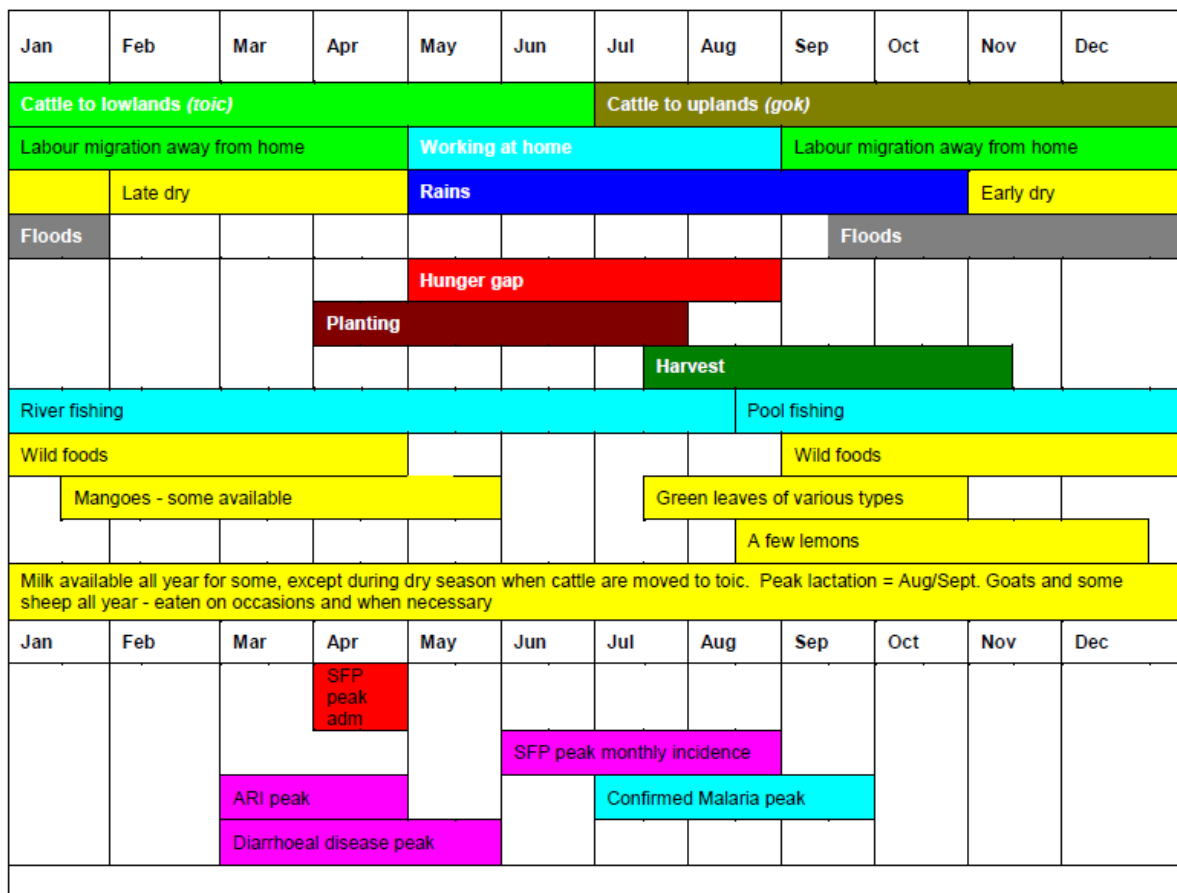 Jan Feb Mar Apr May Jun Jul Aug Sep Oct Nov Dec
Cattle to lowlands (toic) Cattle to uplands (gok)
Labour migration away from home Working at home Labour migration away from home
Late dry Rains Early dry
Floods Floods
Hunger gap
Planting
Harvest
River fishing Pool fishing
Wild foods Wild foods
Mangoes - some available Green leaves of various types
A few lemons
Milk available all year for some, except during dry season when cattle are moved to toic. Peak lactation = Aug/Sept. Goats and some
sheep all year - eaten on occasions and when necessary
Jan Feb Mar Apr May Jun Jul Aug Sep Oct Nov Dec
SFP
peak
adm
SFP peak monthly incidence
ARI peak Confirmed Malaria peak
Diarrhoeal disease peak